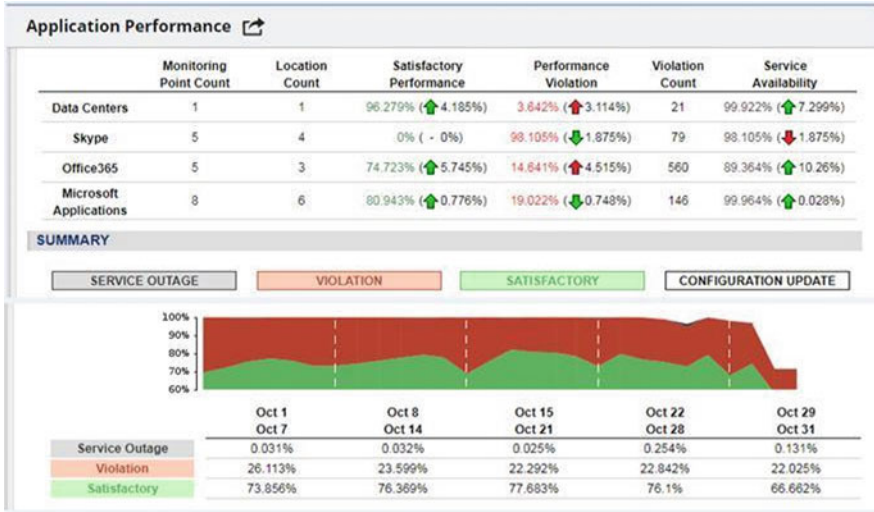 Application Performance
Monitoring Point Count Location Count Satisfactory Performance Performance Violation Violation Count Service Availability
Data Centers 1 1 96.279% (4.185%) 3.642% (3.114%) 21 99.922% (7.299%)
Skype 5 4 0% ( - 0%) 98.105% (1.875%) 79 98.105% (1.875%)
Office365 5 3 74.723% (5.745%) 14.641% (4.515%) 560 89.364% (10.26%)
Microsoft Applications 8 6 80.943% (0.776%) 19.022% (0.748%) 146 99.964% (0.028%)
SUMMARY
SERVICE OUTAGE VIOLATION SATISFACTORY CONFIGURATION UPDATE
100%
90%
80%
70%
60%
Oct 1 Oct 8 Oct 15 Oct 22 Oct 29
Oct 7 Oct 14 Oct 21 Oct 28 Oct 31
Service Outage 0.031% 0.032% 0.025% 0.254% 0.131%
Violation 26.113% 23.599% 22.292% 22.842% 22.025%
Satisfactory 73.856% 76.369% 77.683% 76.1% 66.662%